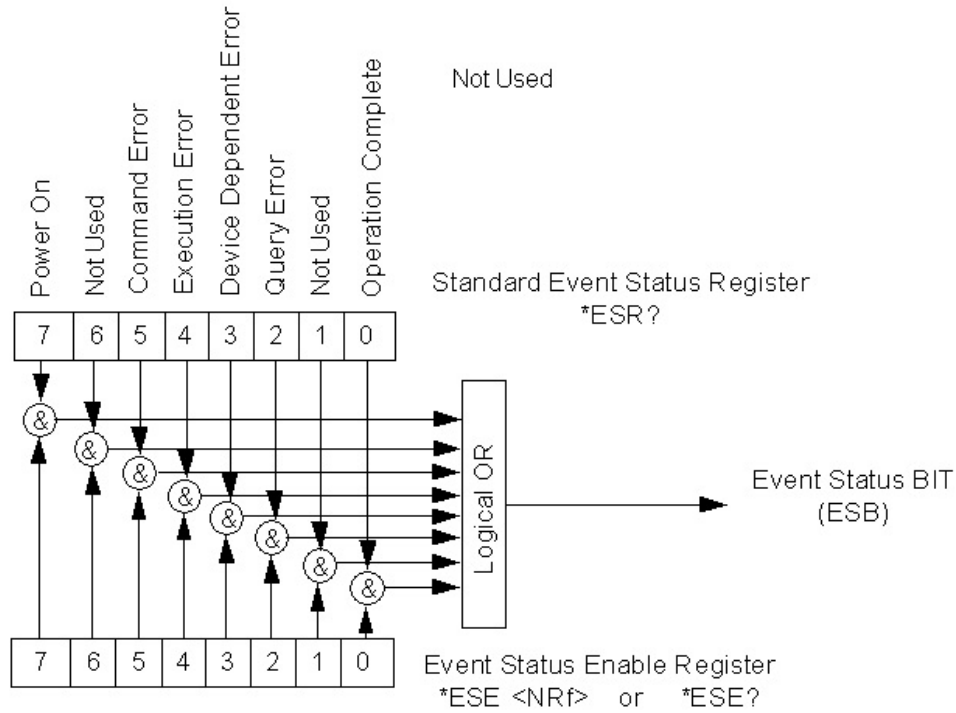 Not Used
Power On
Not Used
Command Error
Execution Error
Device Dependent Error
Query Error
Not Used
Operation Complete
Standard Event Status Register
*ESR?
7 6 5 4 3 2 1 0
&
&
&
&
&
&
&
&
Logical OR
Event Status BIT
(ESB)
7 6 5 4 3 2 1 0
Event Status Enable Register
*ESE <NRf> or *ESE?